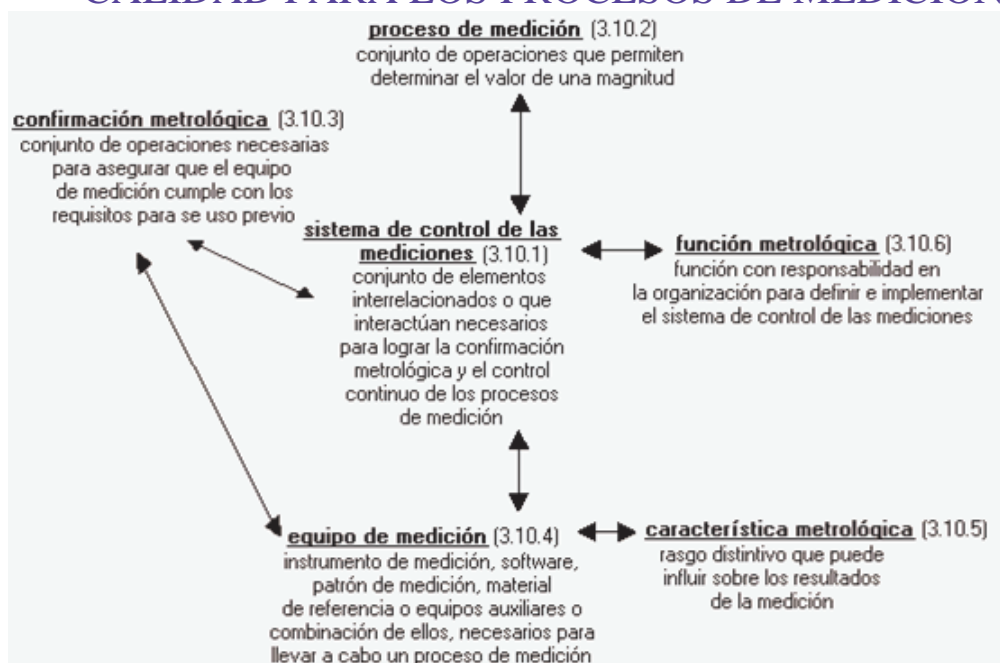 CALIDAD PARA LOS PROCESOS DE MEDICIÓN
proceso de medición (3.10.2)
conjunto de operaciones que permiten
determinar el valor de una magnitud
confirmación metrológica (3.10.3)
conjunto de operaciones necesarias
para asegurar que el equipo
de medición cumple con los
requisitos para se uso previo
sistema de control de las
mediciones (3.10.1)
conjunto de elementos
interrelacionados o que
interactúan necesarios
para lograr la confirmación
metrológica y el control
continuo de los procesos
de medición
función metrológica (3.10.6)
función con responsabilidad en
la organización para definir e implementar
el sistema de control de las mediciones
equipo de medición (3.10.4)
instrumento de medición, software,
patrón de medición, material
de referencia o equipos auxiliares o
combinación de ellos, necesarios para
llevar a cabo un proceso de medición
característica metrológica (3.10.5)
rasgo distintivo que puede
influir sobre los resultados
de la medición